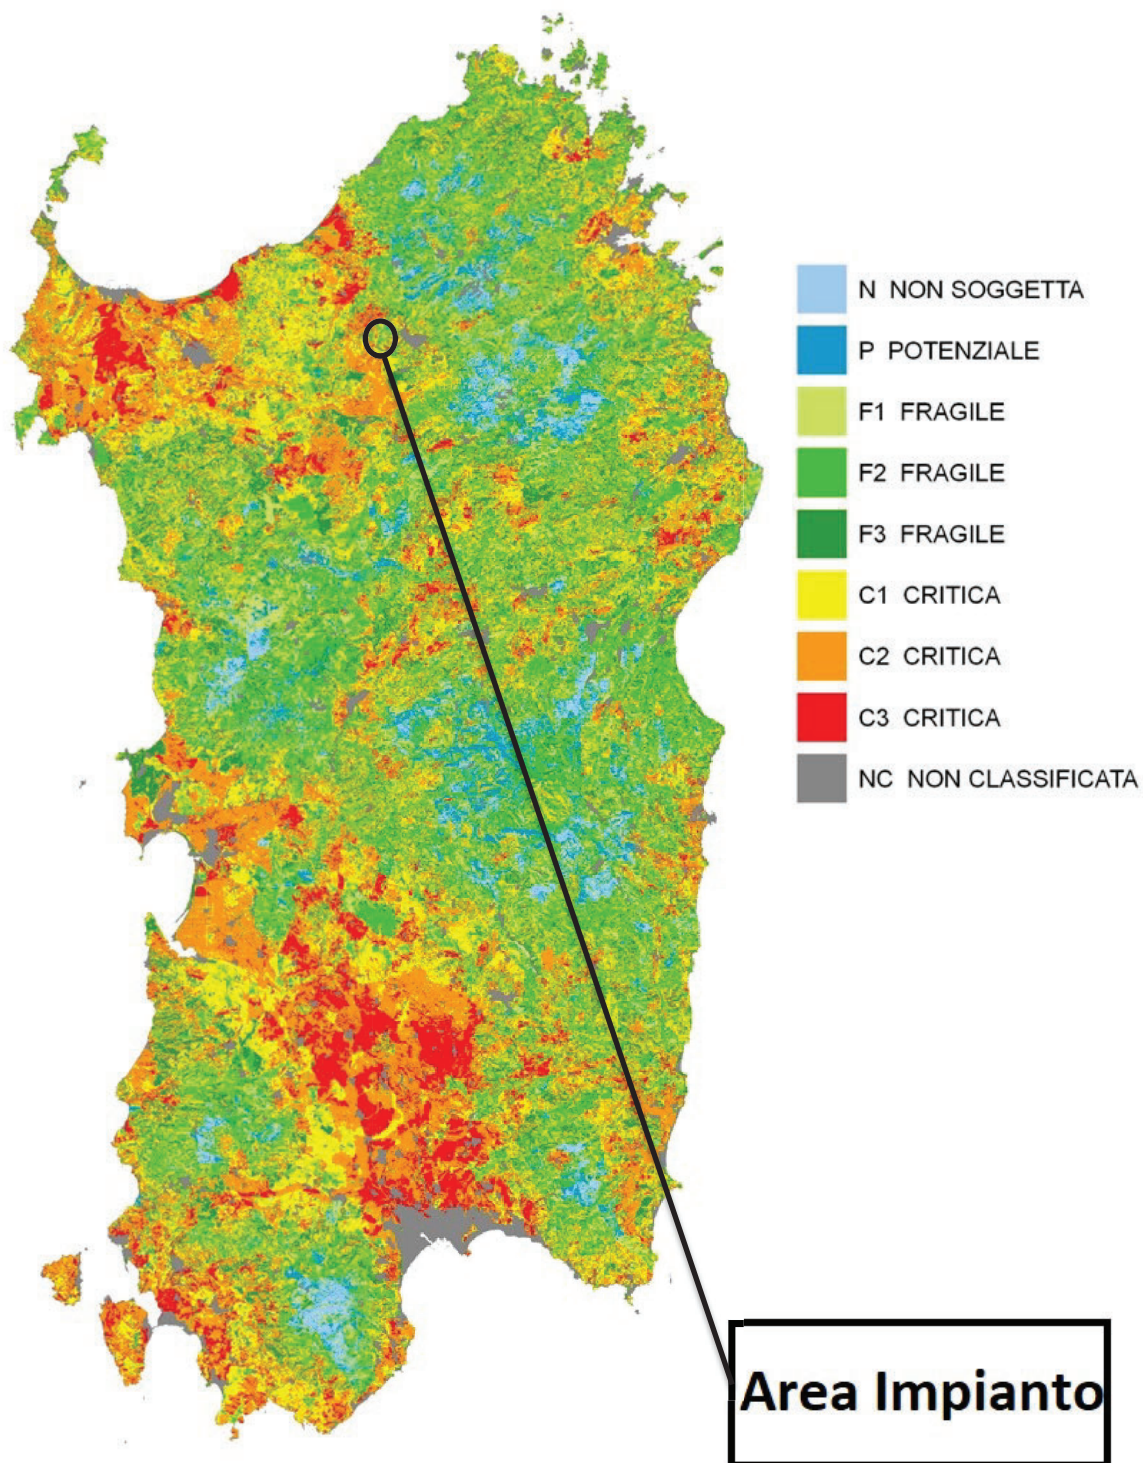 N NON SOGGETTA
P POTENZIALE
F1 FRAGILE
F2 FRAGILE
F3 FRAGILE
C1 CRITICA
C2 CRITICA
C3 CRITICA
NC NON CLASSIFICATA
Area Impianto